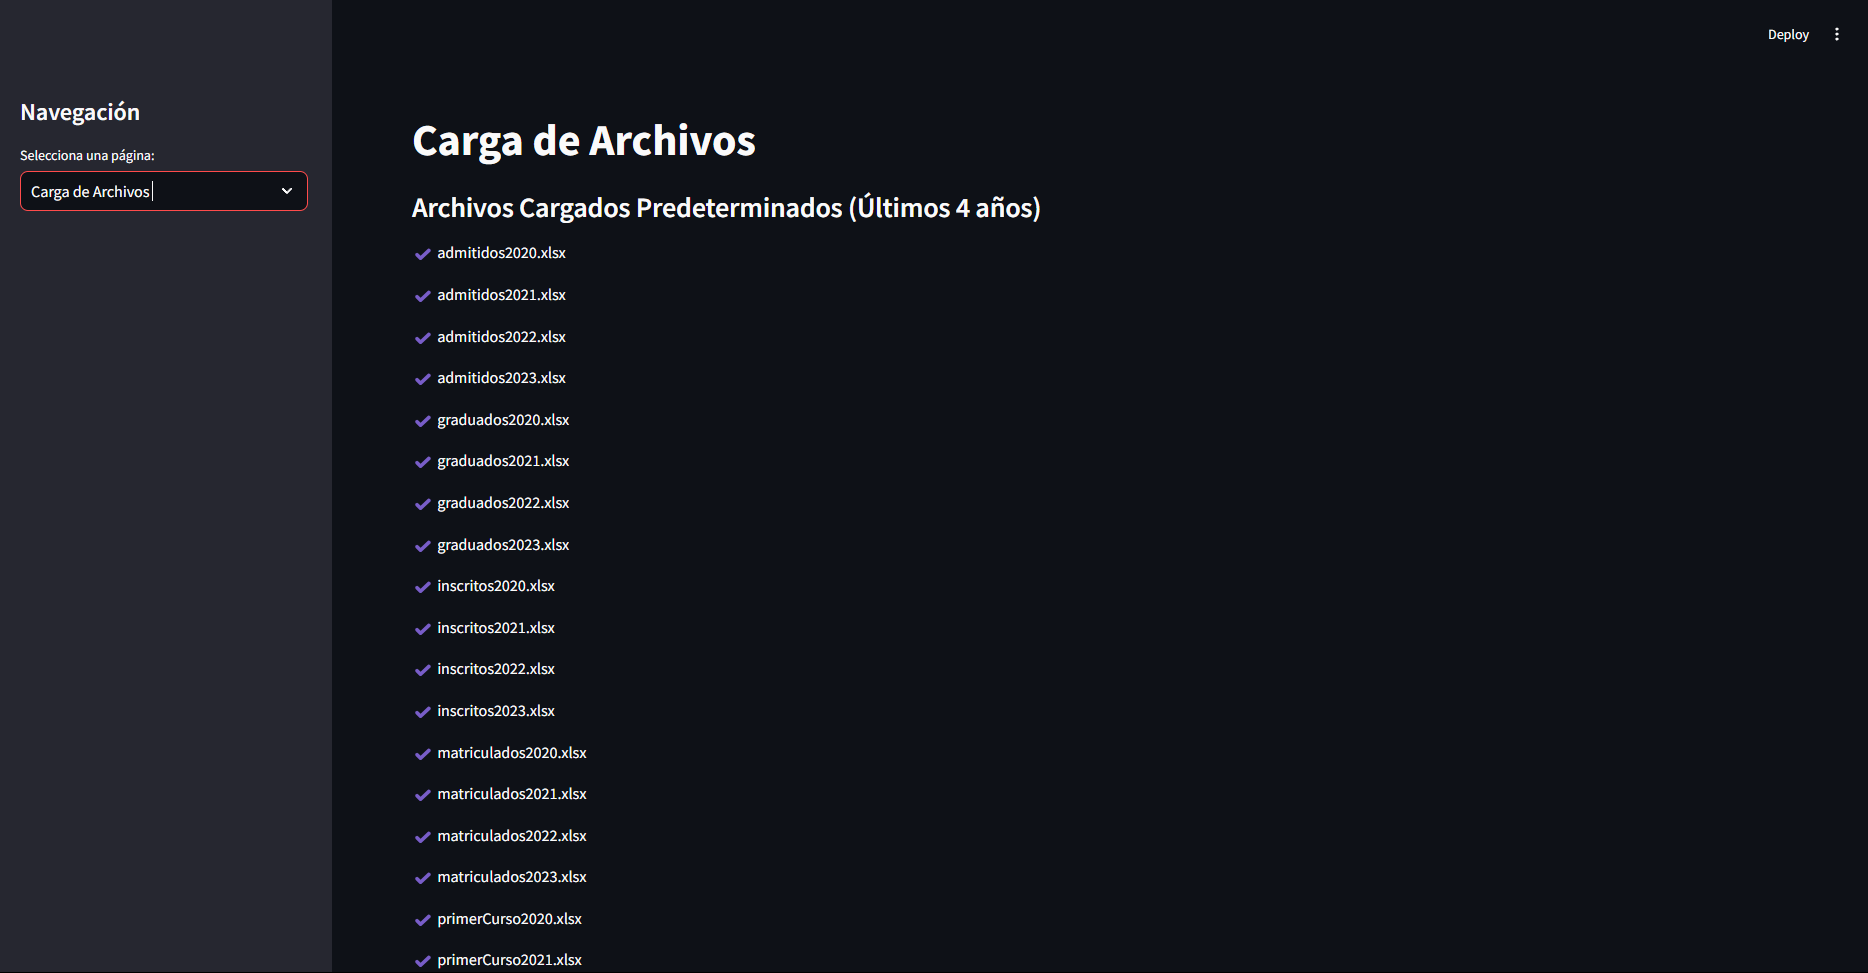 Deploy
Navegación
Selecciona una página:
Carga de Archivos
Carga de Archivos
Archivos Cargados Predeterminados (Últimos 4 años)
admitidos2020.xlsx
admitidos2021.xlsx
admitidos2022.xlsx
admitidos2023.xlsx
graduados2020.xlsx
graduados2021.xlsx
graduados2022.xlsx
graduados2023.xlsx
inscritos2020.xlsx
inscritos2021.xlsx
inscritos2022.xlsx
inscritos2023.xlsx
matriculados2020.xlsx
matriculados2021.xlsx
matriculados2022.xlsx
matriculados2023.xlsx
primerCurso2020.xlsx
primerCurso2021.xlsx